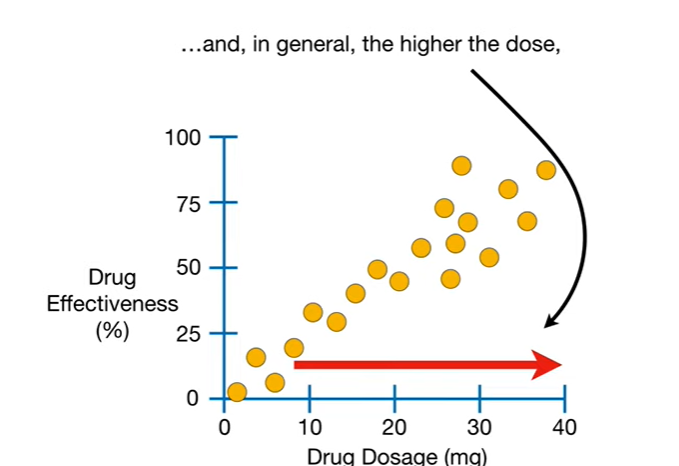 …and, in general, the higher the dose,
100
75
50
25
0
Drug
Effectiveness
(%)
0 10 20 30 40
Drug Dosage (mg)